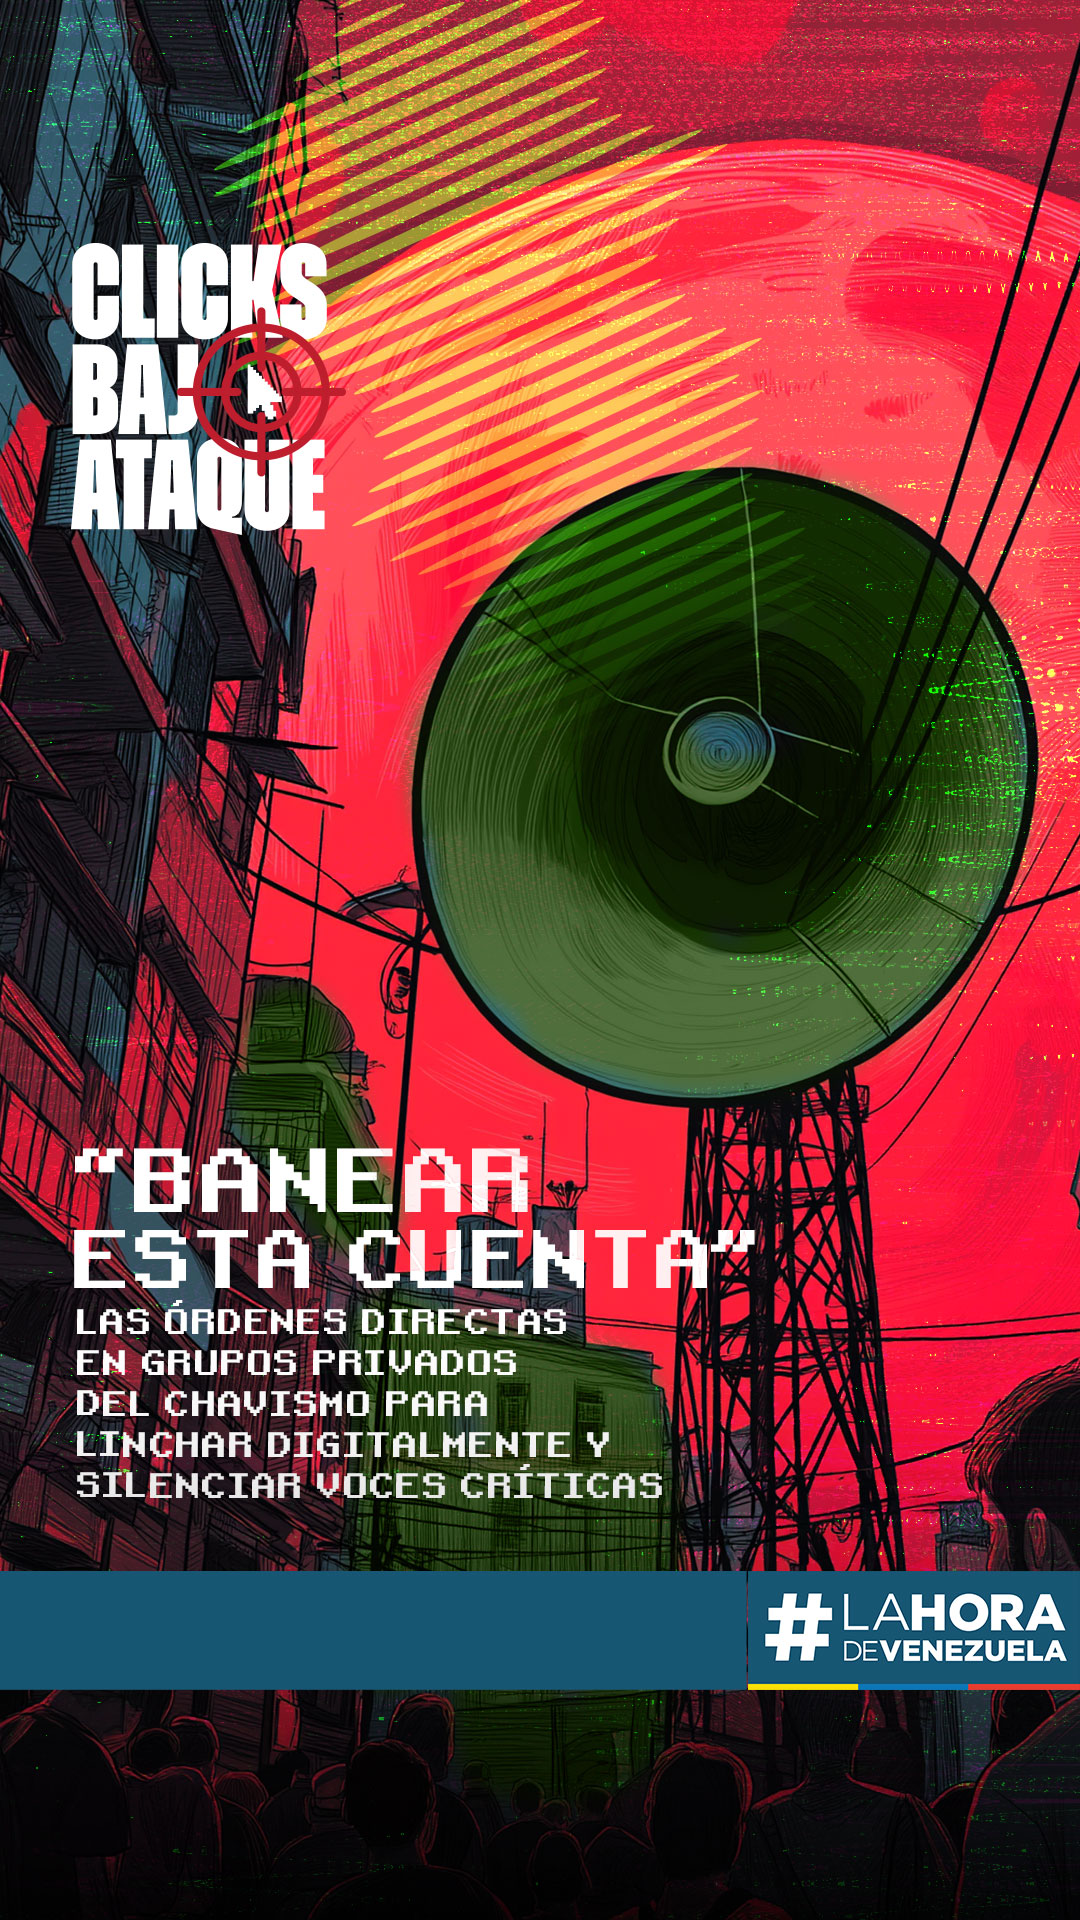 CLICKS
BAJO
ATAQUE
“BANEAR
ESTA CUENTA”
LAS ÓRDENES DIRECTAS
EN GRUPOS PRIVADOS
DEL CHAVISMO PARA
LINCHAR DIGITALMENTE Y
SILENCIAR VOCES CRÍTICAS
#LAHORA
DEVENEZUELA